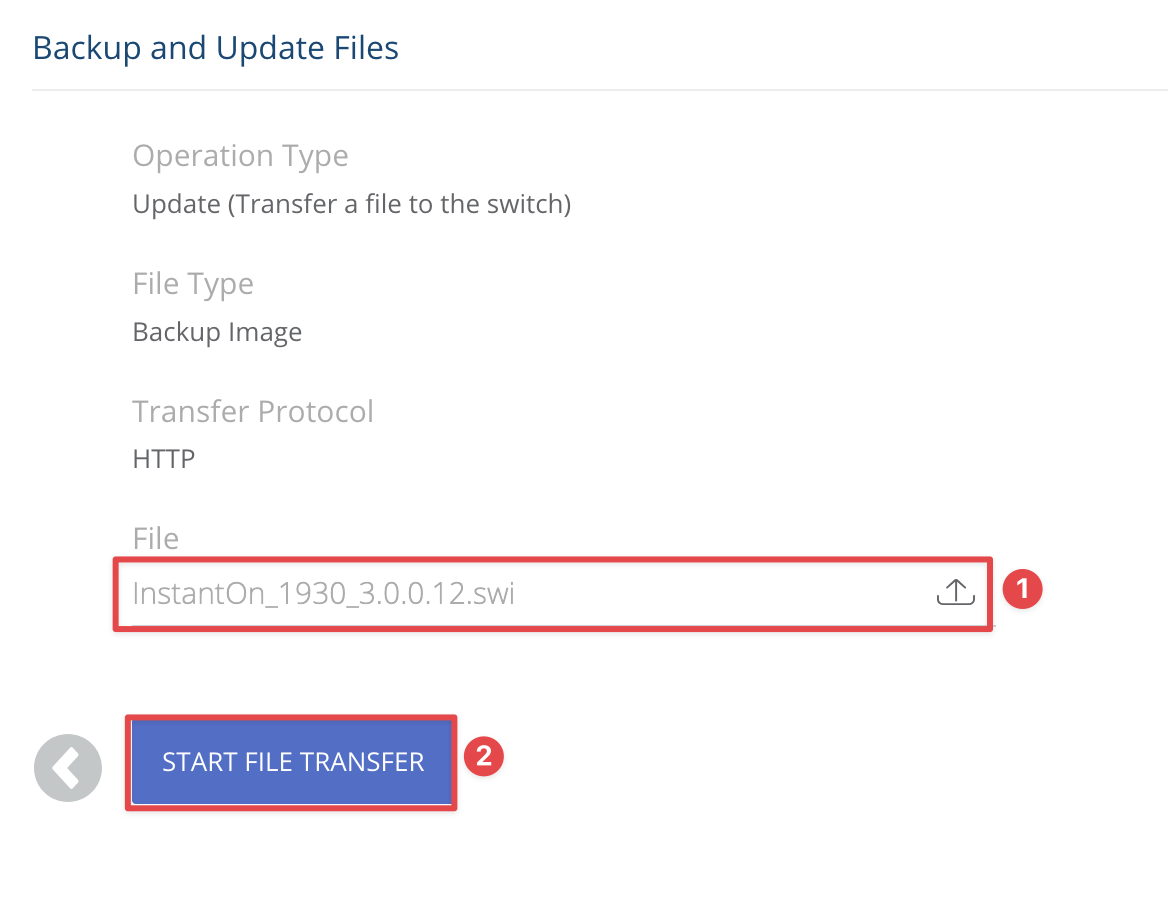 Backup and Update Files
Operation Type
Update (Transfer a file to the switch)
File Type
Backup Image
Transfer Protocol
HTTP
File
InstantOn_1930_3.0.0.12.swi
1
START FILE TRANSFER
2